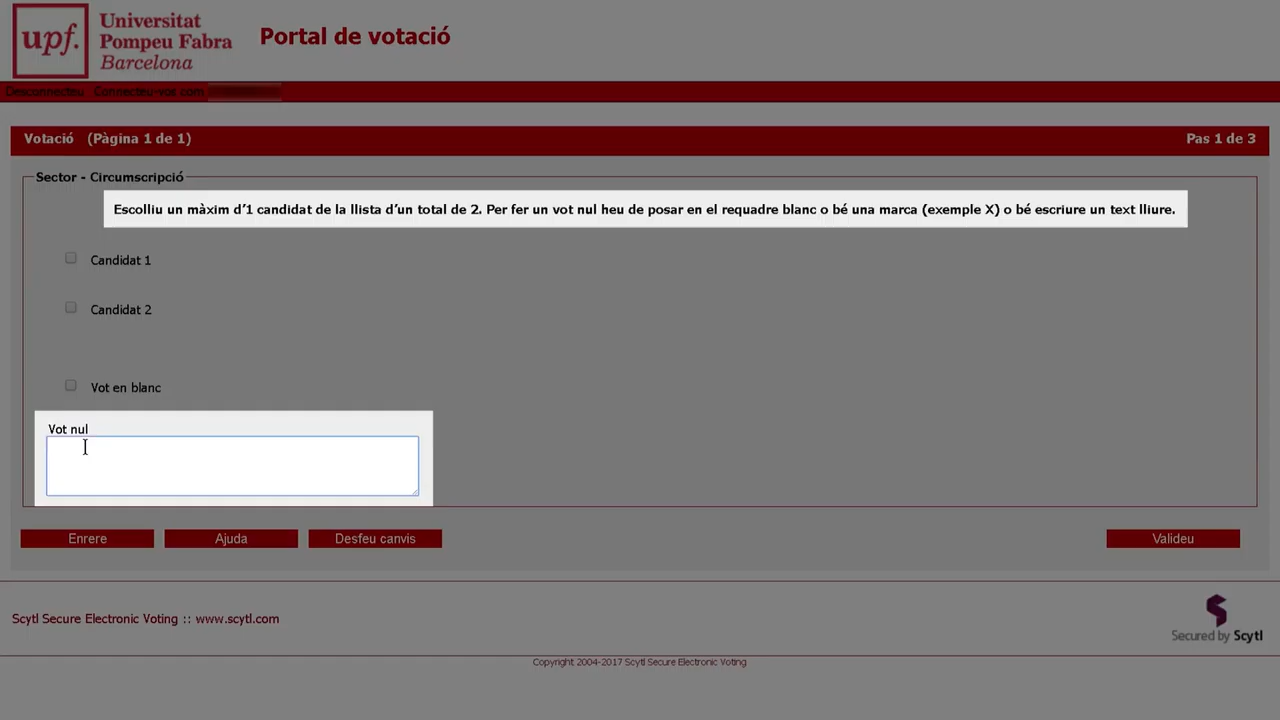 upf.
Universitat
Pompeu Fabra
Barcelona
Portal de votació
Desconnecteu Connecteu-vos com
Votació (Pàgina 1 de 1)
Pas 1 de 3
Sector - Circumscripció
Escolliu un màxim d'1 candidat de la llista d'un total de 2. Per fer un vot nul heu de posar en el requadre blanc o bé una marca (exemple X) o bé escriure un text lliure.
Candidat 1
Candidat 2
Vot en blanc
Vot nul
Enrere
Ajuda
Desfeu canvis
Valideu
Scytl Secure Electronic Voting :: www.scytl.com
Secured by Scytl
Copyright 2004-2017 Scytl Secure Electronic Voting